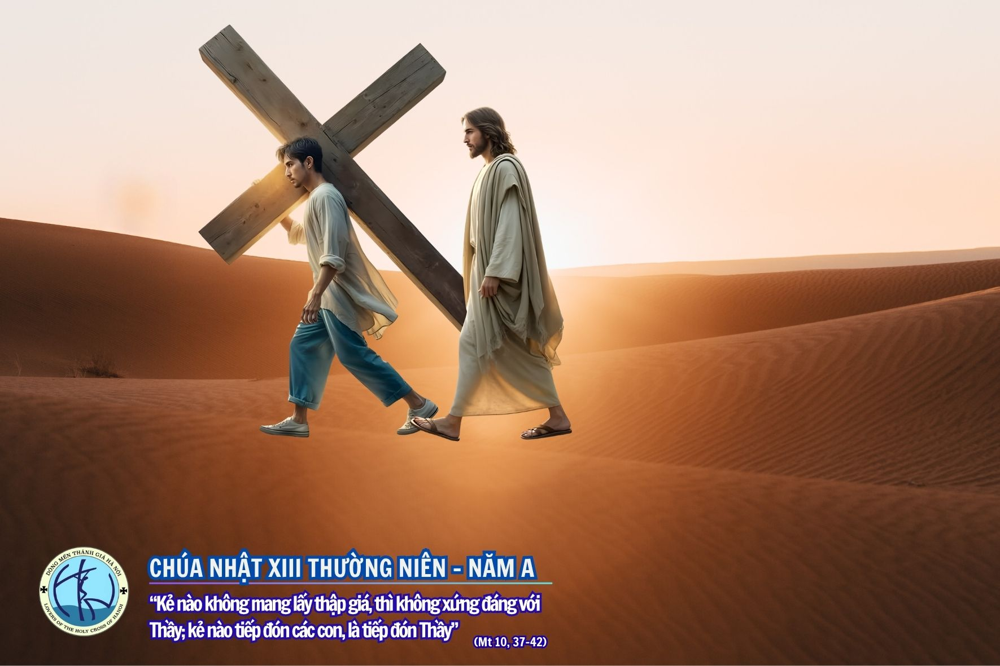 DÒNG MẾN THÁNH GIÁ HÀ NỘI
LOVERS OF THE HOLY CROSS OF HANOI
CHÚA NHẬT XIII THƯỜNG NIÊN - NĂM A
“Kẻ nào không mang lấy thập giá, thì không xứng đáng với
Thầy; kẻ nào tiếp đón các con, là tiếp đón Thầy”
(Mt 10, 37-42)